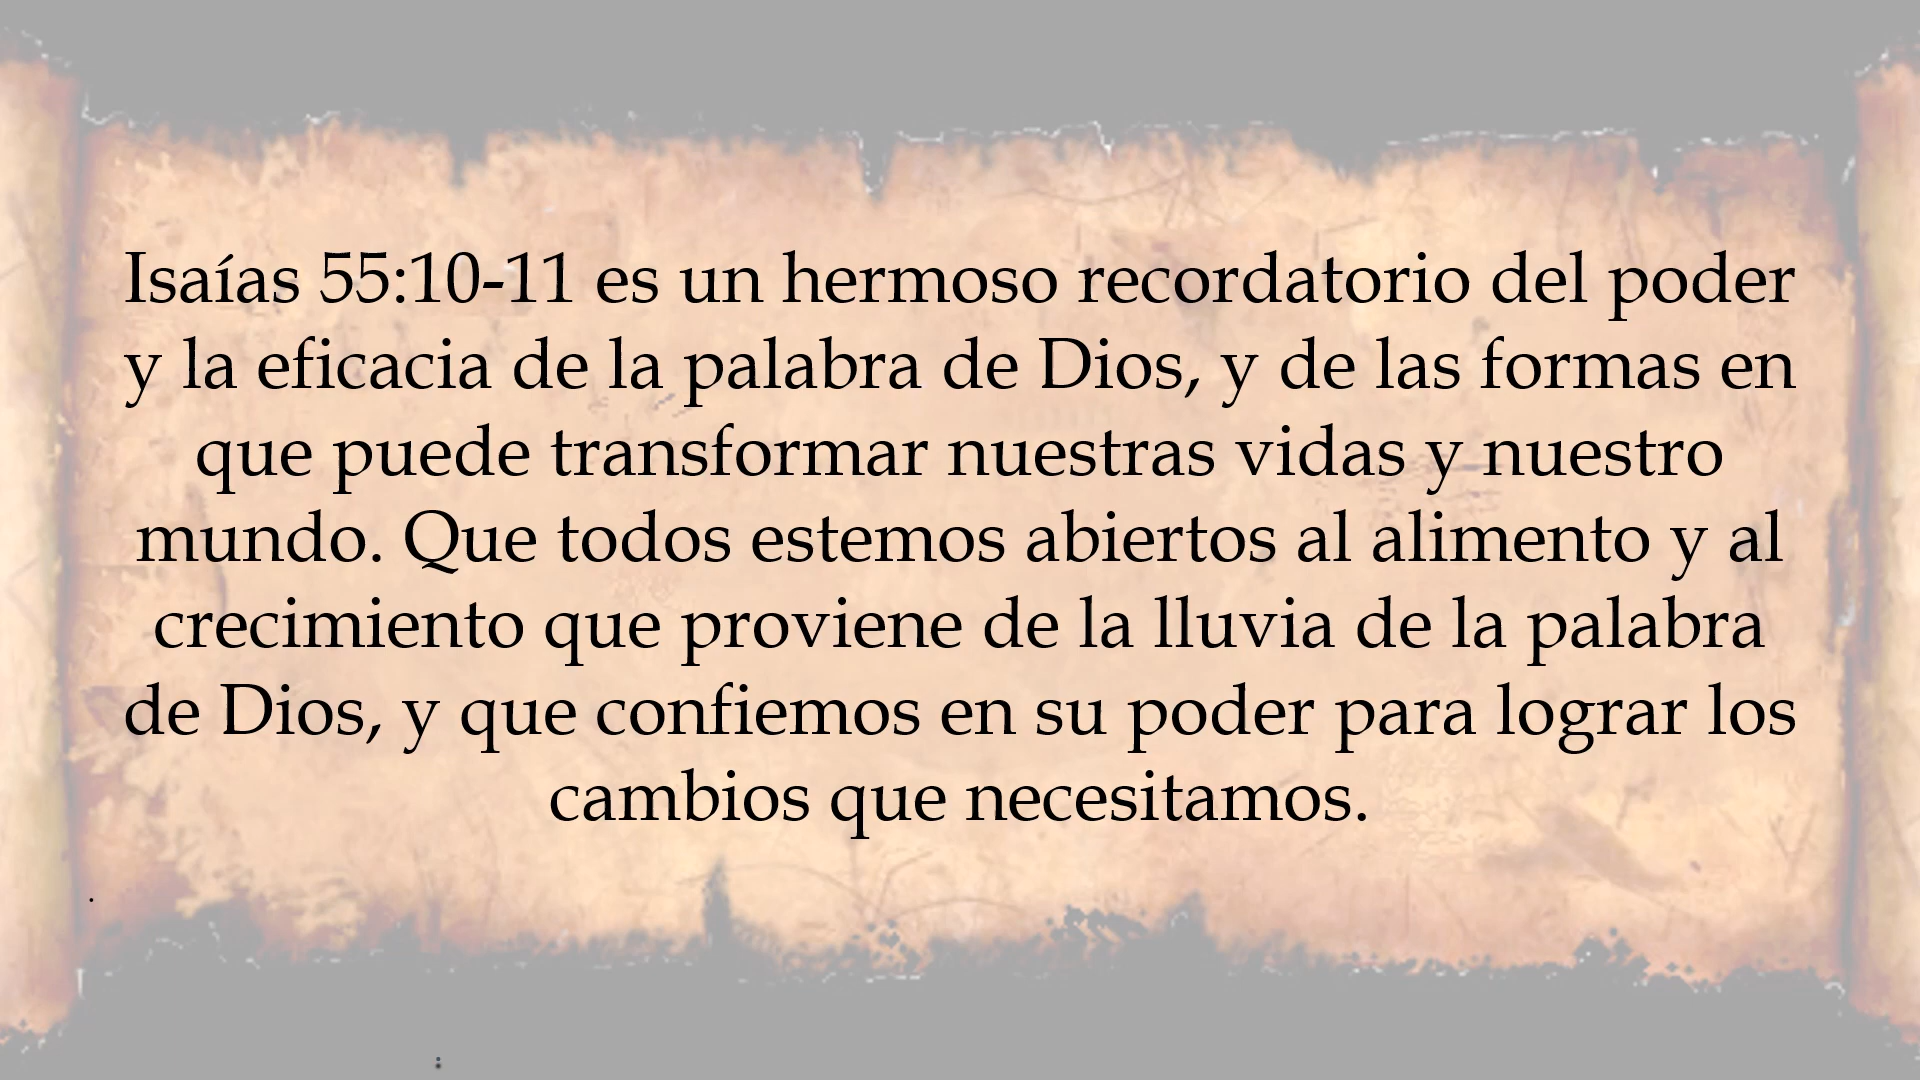 Isaías 55:10-11 es un hermoso recordatorio del poder
y la eficacia de la palabra de Dios, y de las formas en
que puede transformar nuestras vidas y nuestro
mundo. Que todos estemos abiertos al alimento y al
crecimiento que proviene de la lluvia de la palabra
de Dios, y que confiemos en su poder para lograr los
cambios que necesitamos.
.
: